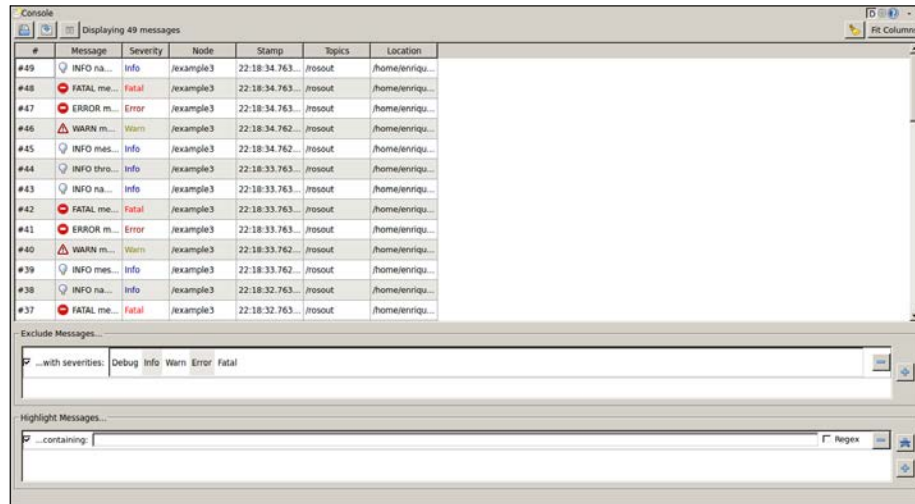 Console
D
Displaying 49 messages
Fit Columns
# Message Severity Node Stamp Topics Location
#49 INFO na... Info /example3 22:18:34.763... /rosout /home/enriqu...
#48 FATAL me... Fatal /example3 22:18:34.763... /rosout /home/enriqu...
#47 ERROR m... Error /example3 22:18:34.763... /rosout /home/enriqu...
#46 WARN m... Warn /example3 22:18:34.762... /rosout /home/enriqu...
#45 INFO mes... Info /example3 22:18:34.762... /rosout /home/enriqu...
#44 INFO thro... Info /example3 22:18:33.763... /rosout /home/enriqu...
#43 INFO na... Info /example3 22:18:33.763... /rosout /home/enriqu...
#42 FATAL me... Fatal /example3 22:18:33.763... /rosout /home/enriqu...
#41 ERROR m... Error /example3 22:18:33.763... /rosout /home/enriqu...
#40 WARN m... Warn /example3 22:18:33.762... /rosout /home/enriqu...
#39 INFO mes... Info /example3 22:18:33.762... /rosout /home/enriqu...
#38 INFO na... Info /example3 22:18:32.763... /rosout /home/enriqu...
#37 FATAL me... Fatal /example3 22:18:32.763... /rosout /home/enriqu...
Exclude Messages...
...with severities: Debug Info Warn Error Fatal
Highlight Messages...
...containing: Regex